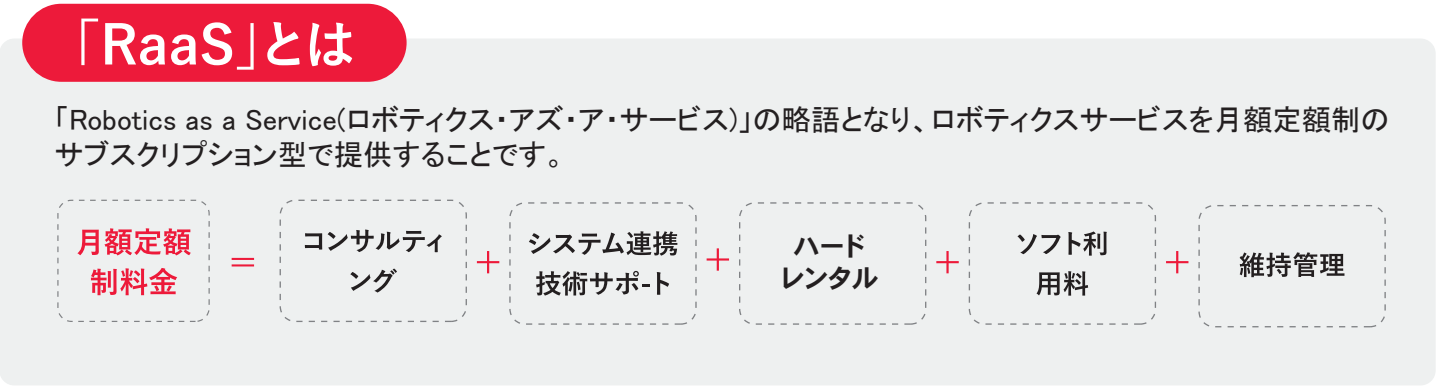 「RaaS」とは
「Robotics as a Service(ロボティクス・アズ・ア・サービス)」の略語となり、ロボティクスサービスを月額定額制の
サブスクリプション型で提供することです。
月額定額
制料金
=
コンサルティ
ング
+
システム連携
技術サポ-ト
+
ハード
レンタル
+
ソフト利
用料
+
維持管理